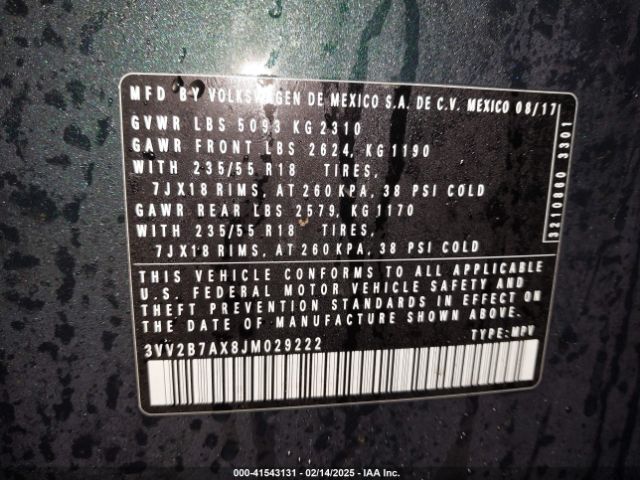 MFD BY VOLKSWAGEN DE MEXICO S.A. DE C.V. MEXICO 08/17
GVWR LBS 5093 KG 2310
GAWR FRONT LBS 2624, KG 1190
WITH 235/55 R18 TIRES,
7JX18 RIMS, AT 260 KPA, 38 PSI COLD
GAWR REAR LBS 2579, KG 1170
WITH 235/55 R18 TIRES,
7JX18 RIMS, AT 260 KPA, 38 PSI COLD
3210860 3301
THIS VEHICLE CONFORMS TO ALL APPLICABLE
U.S. FEDERAL MOTOR VEHICLE SAFETY AND
THEFT PREVENTION STANDARDS IN EFFECT ON
THE DATE OF MANUFACTURE SHOWN ABOVE.
3VV2B7AX8JM029222 TYPE: MPV
000-41543131 - 02/14/2025 - IAA Inc.